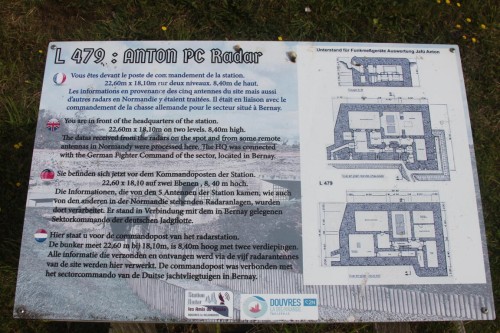 L 479 : ANTON PC Radar
Vous êtes devant le poste de commandement de la station.
22,60m x 18,10m sur deux niveaux. 8,40m de haut.
Les informations en provenance des cinq antennes du site mais aussi
d'autres radars en Normandie y étaient traitées. Il était en liaison avec le
commandement de la chasse allemande pour le secteur situé à Bernay.
You are in front of the headquarters of the station.
22,60m x 18,10m on two levels, 8,40m high.
The datas received from the radars on the spot and from some remote
antennas in Normandy were processed here. The HQ was connected
with the German Fighter Command of the sector, located in Bernay.
Sie befinden sich jetzt vor dem Kommandoposten der Station.
22,60 x 18,10 auf zwei Ebenen, 8, 40 m hoch.
Die Informationen, die von den 5 Antennen der Station kamen, wie auch
von den anderen in der Normandie stehenden Radaranlagen, wurden
dort verarbeitet. Er stand in Verbindung mit dem in Bernay gelegenen
Sektorkommando der deutschen Jagdflotte.
Hier staat u voor de commandopost van het radarstation.
De bunker meet 22,60 m bij 18,10m, is 8,40m hoog met twee verdiepingen.
Alle informatie die verzonden en ontvangen werd via de vijf radarantennes
van de site werden hier verwerkt. De commandopost was verbonden met
het sectorcommando van de Duitse jachtvliegtuigen in Bernay.
Unterstand für Funkmeßgeräte Auswertung Jafü Anton
L 479
Station
Radar
DOUVRES
LA DÉLIVRANDE